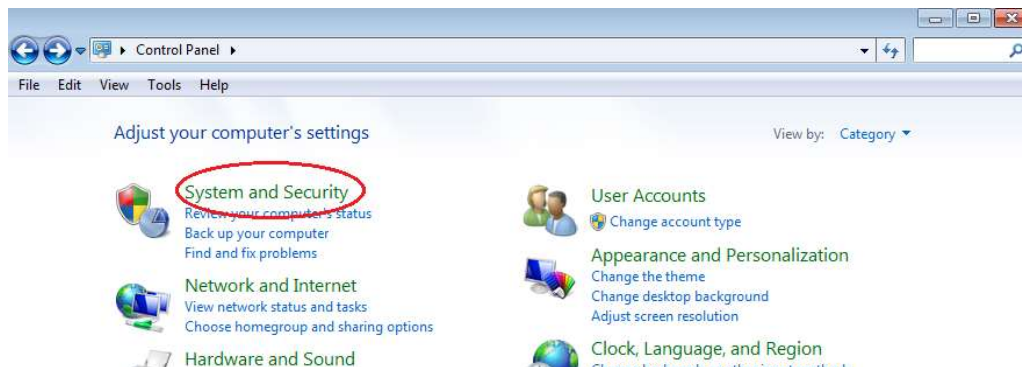 Control Panel
File Edit View Tools Help
Adjust your computer's settings
View by: Category
System and Security
Review your computer's status
Back up your computer
Find and fix problems
Network and Internet
View network status and tasks
Choose homegroup and sharing options
Hardware and Sound
User Accounts
Change account type
Appearance and Personalization
Change the theme
Change desktop background
Adjust screen resolution
Clock, Language, and Region